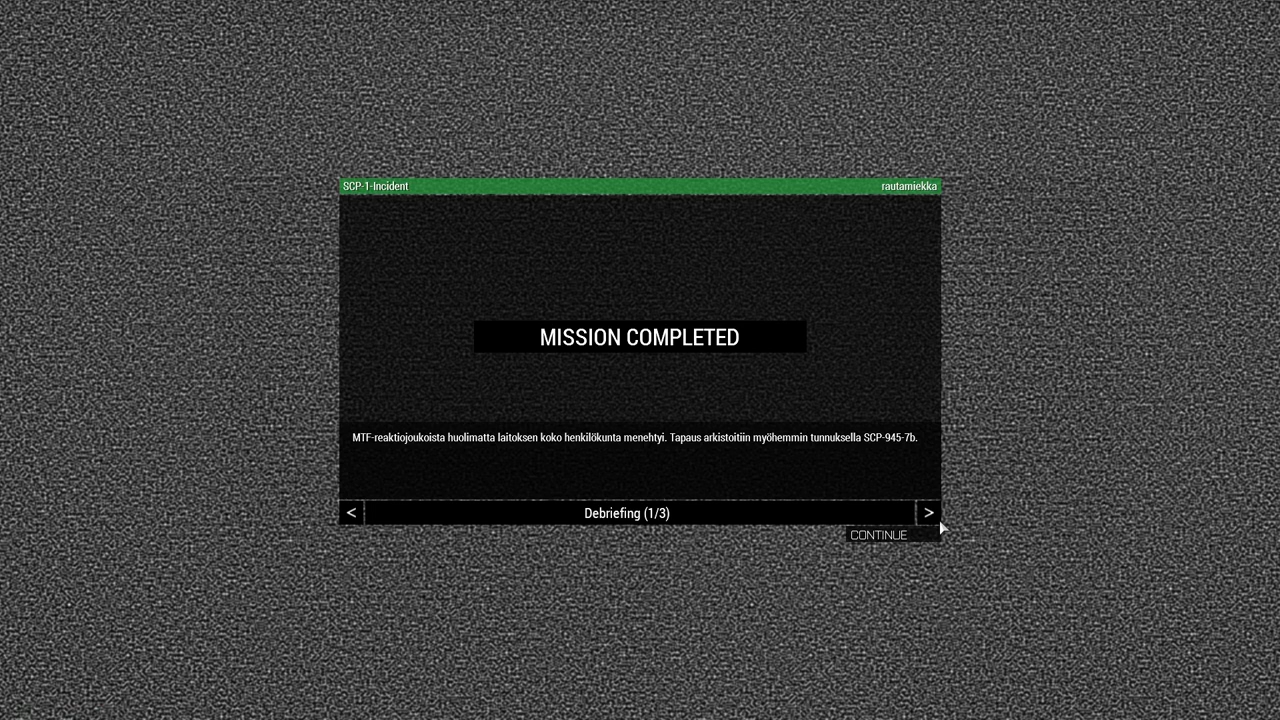 SCP-1-Incident rautamiekka
MISSION COMPLETED
MTF-reaktiojoukoista huolimatta laitoksen koko henkilökunta menehtyi. Tapaus arkistoitiin myöhemmin tunnuksella SCP-945-7b.
< Debriefing (1/3) >
CONTINUE